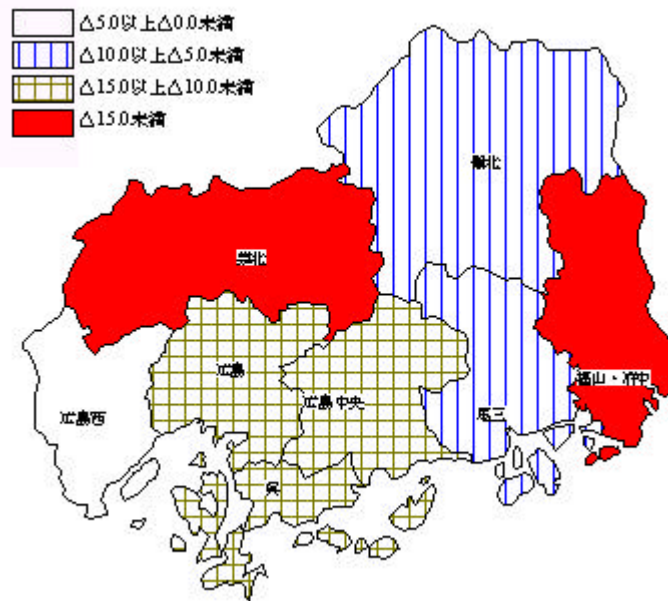 △5.0以上△0.0未満
△10.0以上△5.0未満
△15.0以上△10.0未満
△15.0未満
備北
芸北
広島
福山・府中
広島中央
広島西
尾三
呉